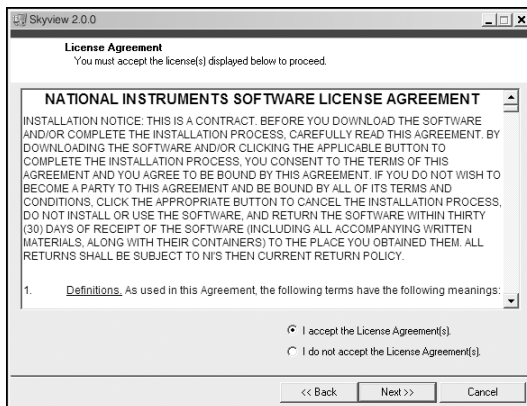 Skyview 2.0.0
License Agreement
You must accept the license(s) displayed below to proceed.
NATIONAL INSTRUMENTS SOFTWARE LICENSE AGREEMENT
INSTALLATION NOTICE: THIS IS A CONTRACT. BEFORE YOU DOWNLOAD THE SOFTWARE
AND/OR COMPLETE THE INSTALLATION PROCESS, CAREFULLY READ THIS AGREEMENT. BY
DOWNLOADING THE SOFTWARE AND/OR CLICKING THE APPLICABLE BUTTON TO
COMPLETE THE INSTALLATION PROCESS, YOU CONSENT TO THE TERMS OF THIS
AGREEMENT AND YOU AGREE TO BE BOUND BY THIS AGREEMENT. IF YOU DO NOT WISH TO
BECOME A PARTY TO THIS AGREEMENT AND BE BOUND BY ALL OF ITS TERMS AND
CONDITIONS, CLICK THE APPROPRIATE BUTTON TO CANCEL THE INSTALLATION PROCESS,
DO NOT INSTALL OR USE THE SOFTWARE, AND RETURN THE SOFTWARE WITHIN THIRTY
(30) DAYS OF RECEIPT OF THE SOFTWARE (INCLUDING ALL ACCOMPANYING WRITTEN
MATERIALS, ALONG WITH THEIR CONTAINERS) TO THE PLACE YOU OBTAINED THEM. ALL
RETURNS SHALL BE SUBJECT TO NI'S THEN CURRENT RETURN POLICY.
1. Definitions. As used in this Agreement, the following terms have the following meanings:
I accept the License Agreement(s).
I do not accept the License Agreement(s).
<< Back Next >> Cancel